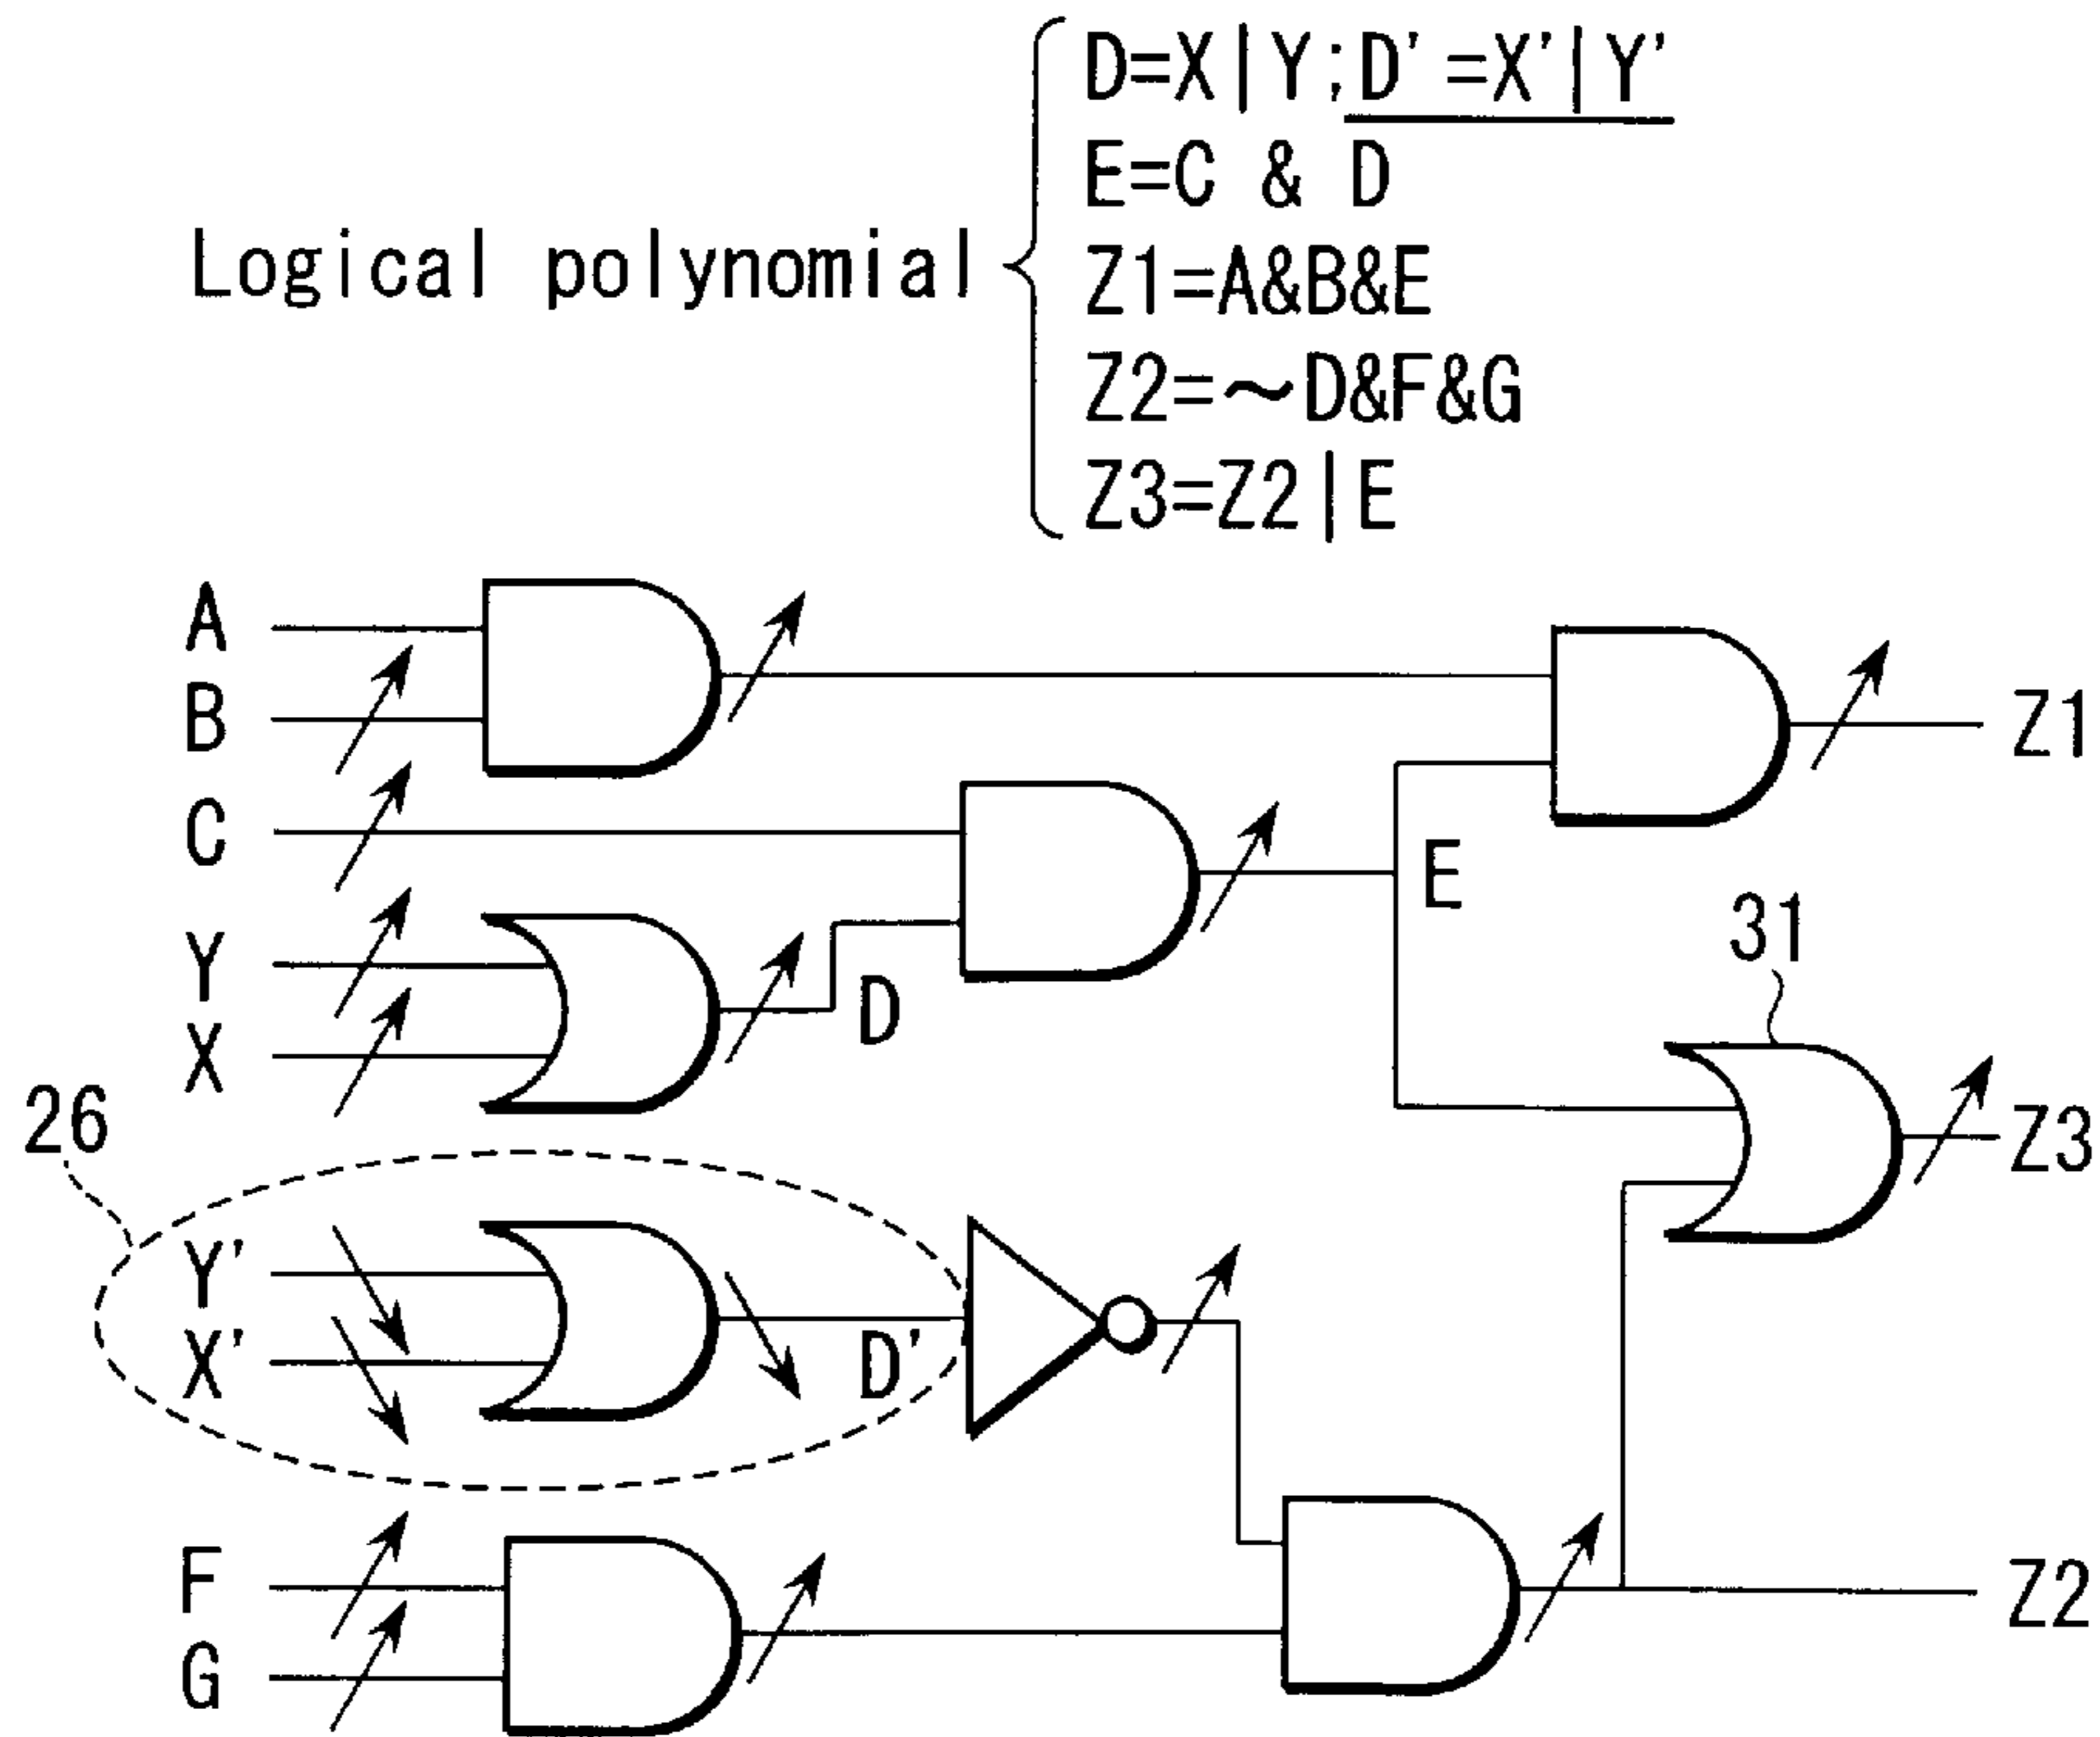 D=X|Y;D'=X'|Y'
E=C & D
Logical polynomial
Z1=A&B&E
Z2=~D&F&G
Z3=Z2|E
A
B
Z1
C
E
31
Y
D
X
26
Z3
Y'
X'
D'
F
Z2
G